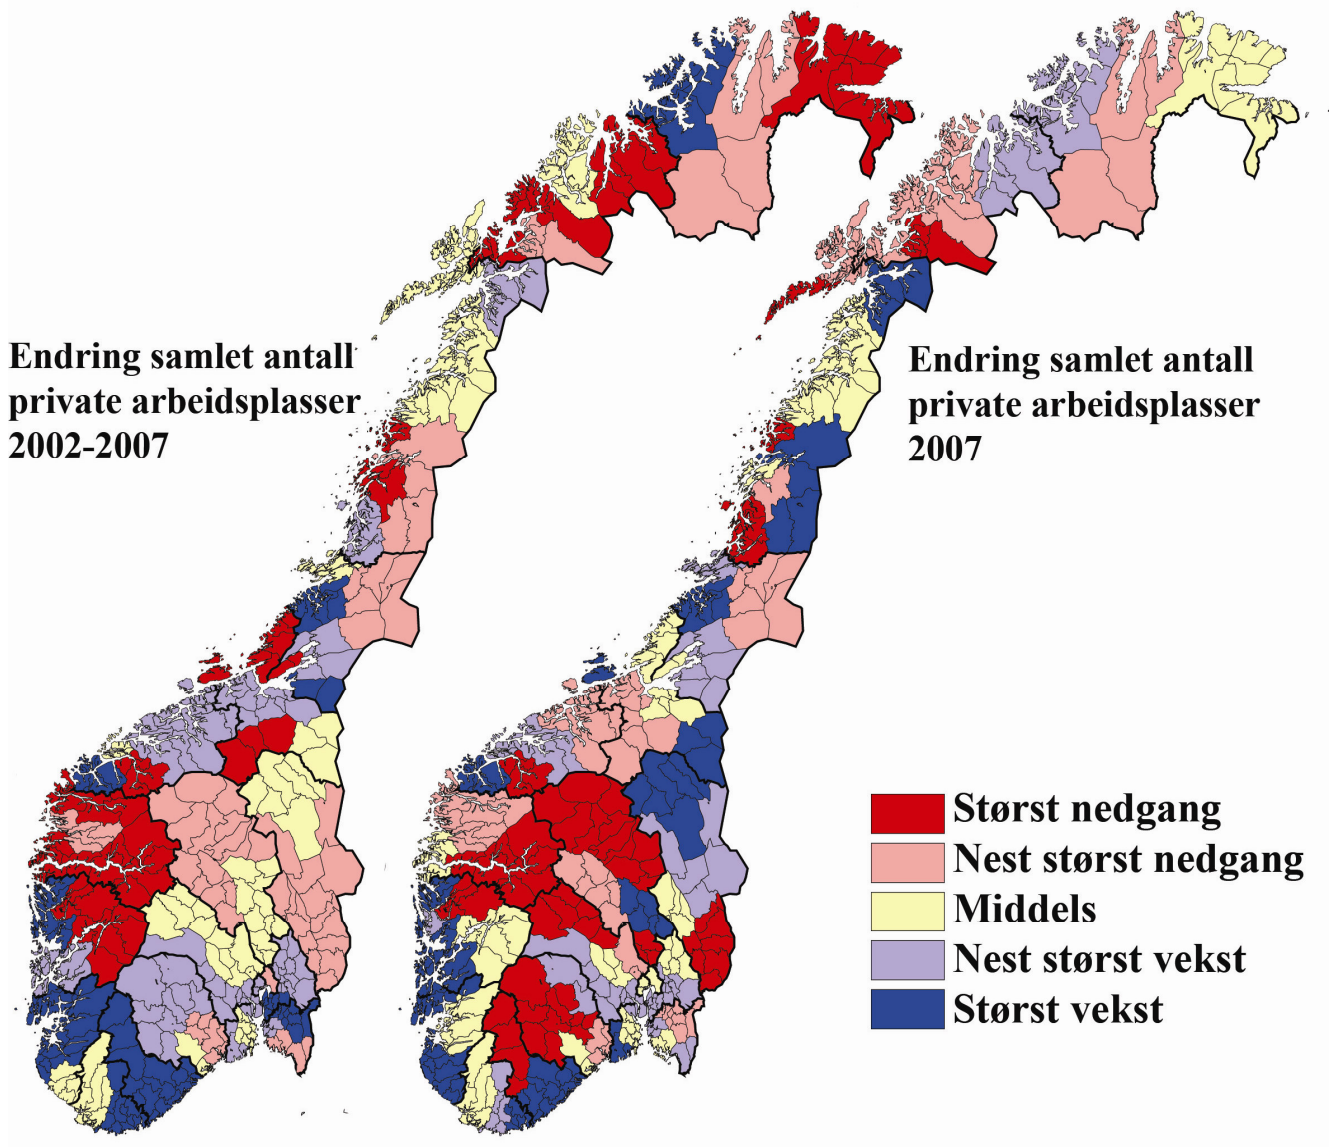 Endring samlet antall
private arbeidsplasser
2002-2007
Endring samlet antall
private arbeidsplasser
2007
Størst nedgang
Nest størst nedgang
Middels
Nest størst vekst
Størst vekst